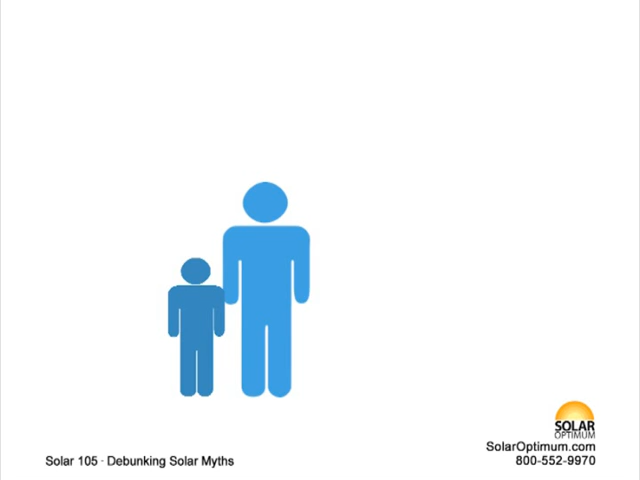 SOLAR
OPTIMUM
SolarOptimum.com
800-552-9970
Solar 105 · Debunking Solar Myths